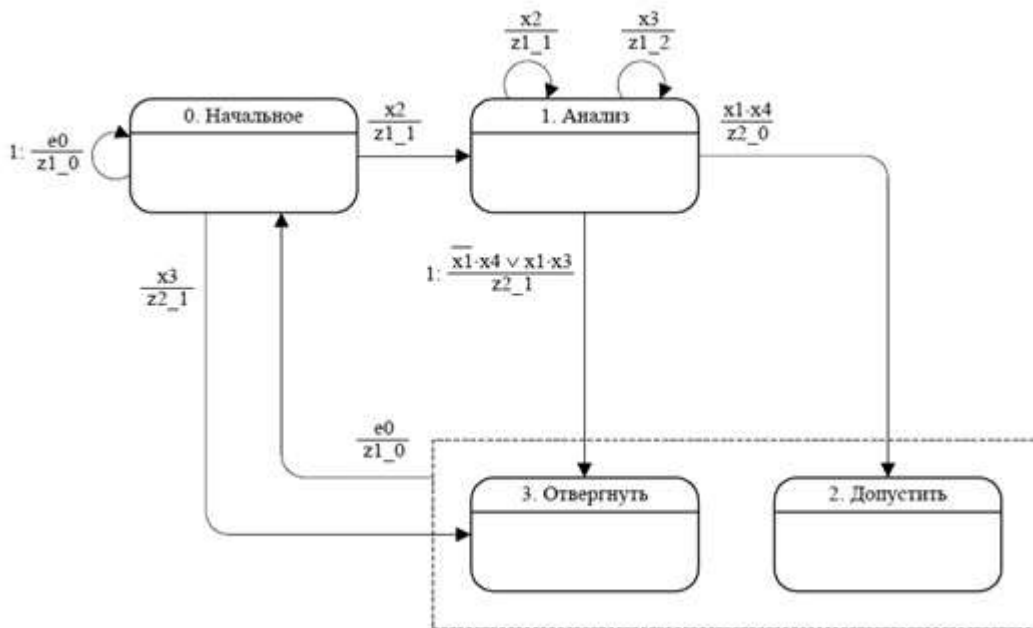 x2
z1_1
x3
z1_2
0. Начальное
x2
z1_1
1. Анализ
x1·x4
z2_0
1: e0
z1_0
x3
z2_1
1: x̅1̅·x4 ∨ x1·x3
z2_1
e0
z1_0
3. Отвергнуть
2. Допустить